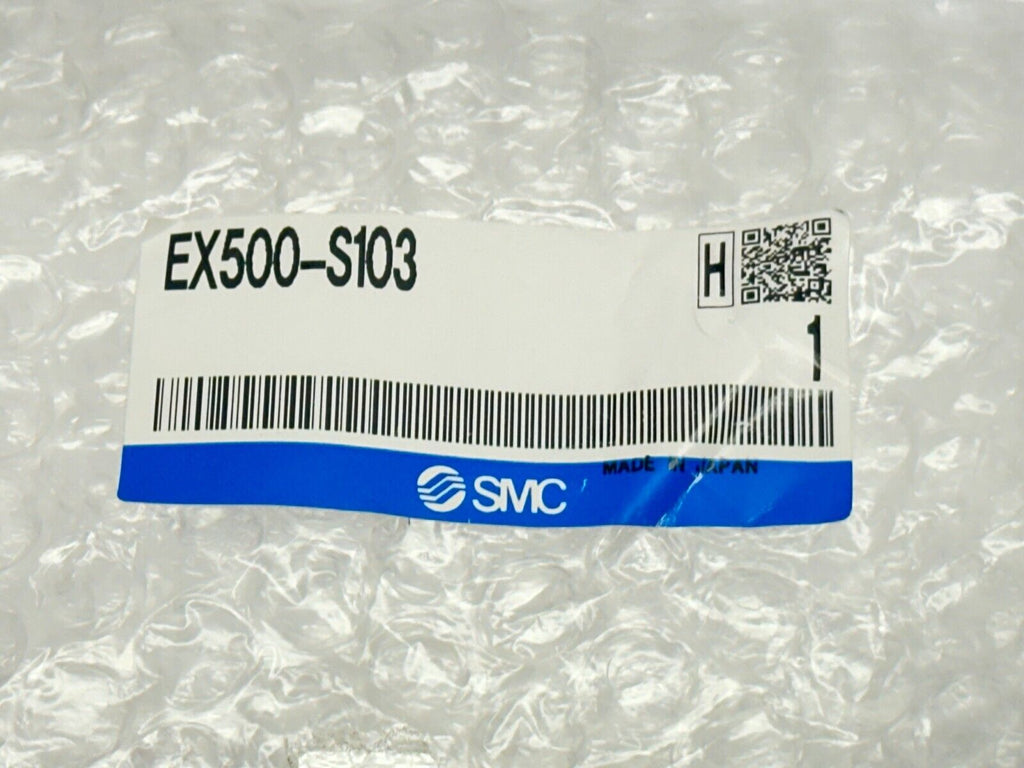 EX500-S103
H
1
MADE IN JAPAN
SMC